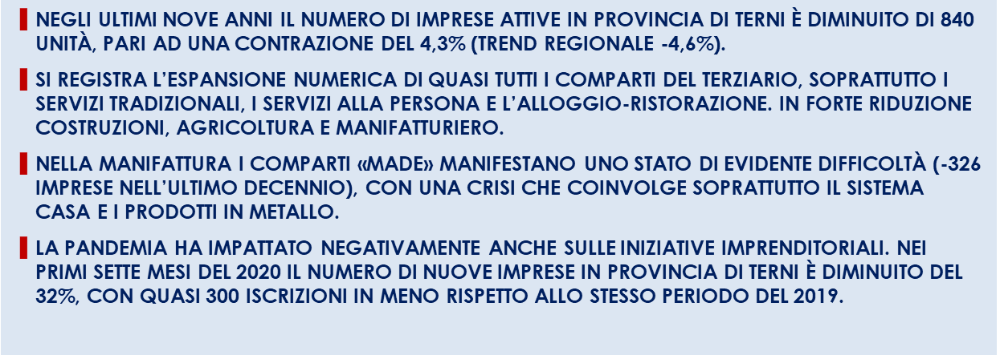 NEGLI ULTIMI NOVE ANNI IL NUMERO DI IMPRESE ATTIVE IN PROVINCIA DI TERNI È DIMINUITO DI 840
UNITÀ, PARI AD UNA CONTRAZIONE DEL 4,3% (TREND REGIONALE -4,6%).
SI REGISTRA L'ESPANSIONE NUMERICA DI QUASI TUTTI I COMPARTI DEL TERZIARIO, SOPRATTUTTO I
SERVIZI TRADIZIONALI, I SERVIZI ALLA PERSONA E L'ALLOGGIO-RISTORAZIONE. IN FORTE RIDUZIONE
COSTRUZIONI, AGRICOLTURA E MANIFATTURIERO.
NELLA MANIFATTURA I COMPARTI «MADE» MANIFESTANO UNO STATO DI EVIDENTE DIFFICOLTÀ (-326
IMPRESE NELL'ULTIMO DECENNIO), CON UNA CRISI CHE COINVOLGE SOPRATTUTTO IL SISTEMA
CASA E I PRODOTTI IN METALLO.
LA PANDEMIA HA IMPATTATO NEGATIVAMENTE ANCHE SULLE INIZIATIVE IMPRENDITORIALI. NEI
PRIMI SETTE MESI DEL 2020 IL NUMERO DI NUOVE IMPRESE IN PROVINCIA DI TERNI È DIMINUITO DEL
32%, CON QUASI 300 ISCRIZIONI IN MENO RISPETTO ALLO STESSO PERIODO DEL 2019.